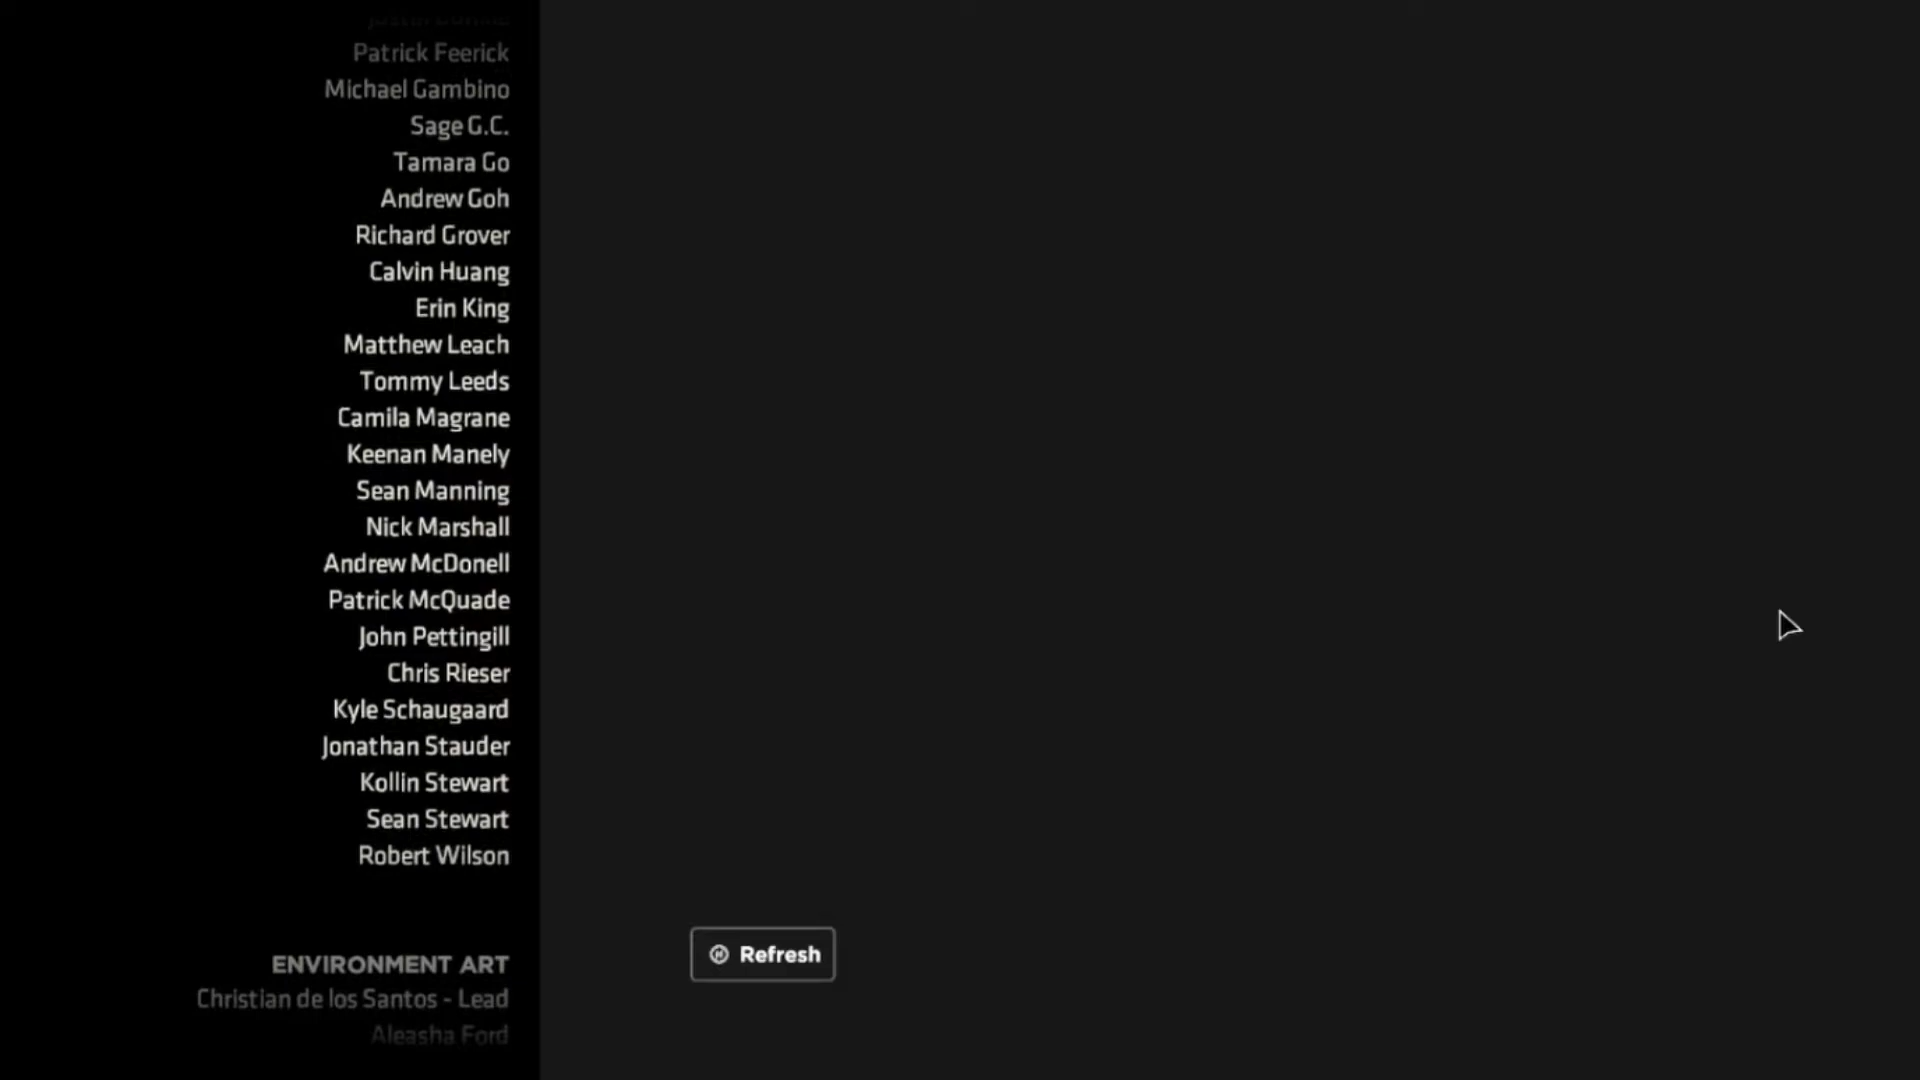 Patrick Feerick
Michael Gambino
Sage G.C.
Tamara Go
Andrew Goh
Richard Grover
Calvin Huang
Erin King
Matthew Leach
Tommy Leeds
Camila Magrane
Keenan Manely
Sean Manning
Nick Marshall
Andrew McDonell
Patrick McQuade
John Pettingill
Chris Rieser
Kyle Schaugaard
Jonathan Stauder
Kollin Stewart
Sean Stewart
Robert Wilson
ENVIRONMENT ART
Christian de los Santos - Lead
Aleasha Ford
Refresh